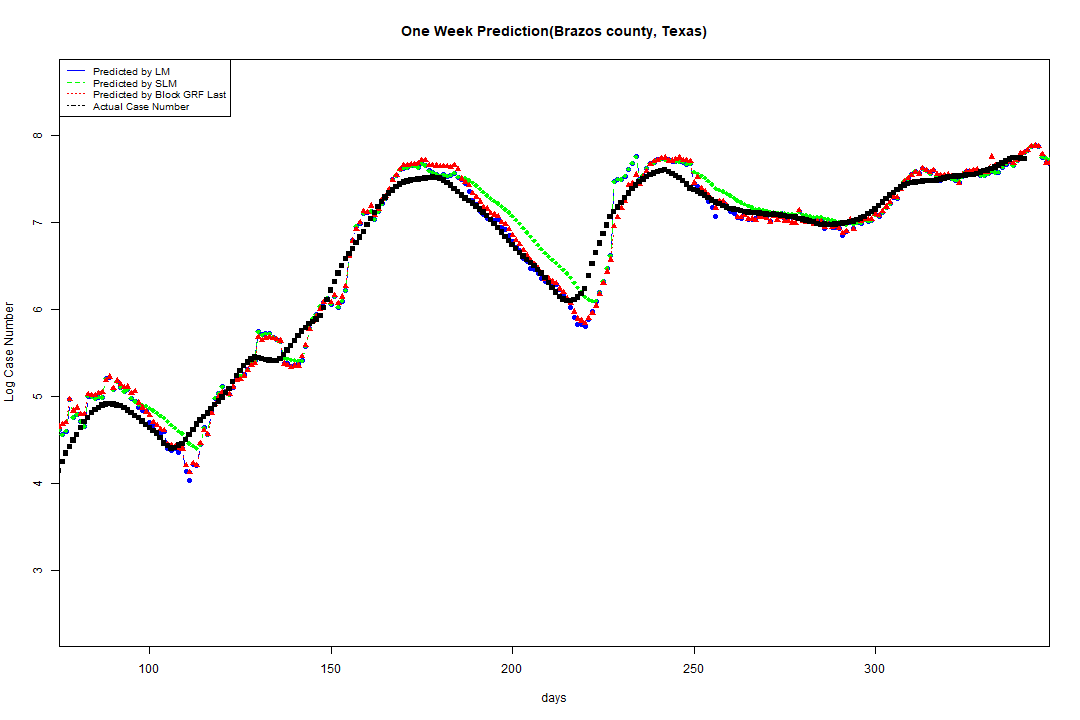 One Week Prediction(Brazos county, Texas)
Predicted by LM
Predicted by SLM
Predicted by Block GRF Last
Actual Case Number
8
7
6
5
4
3
Log Case Number
100 150 200 250 300
days